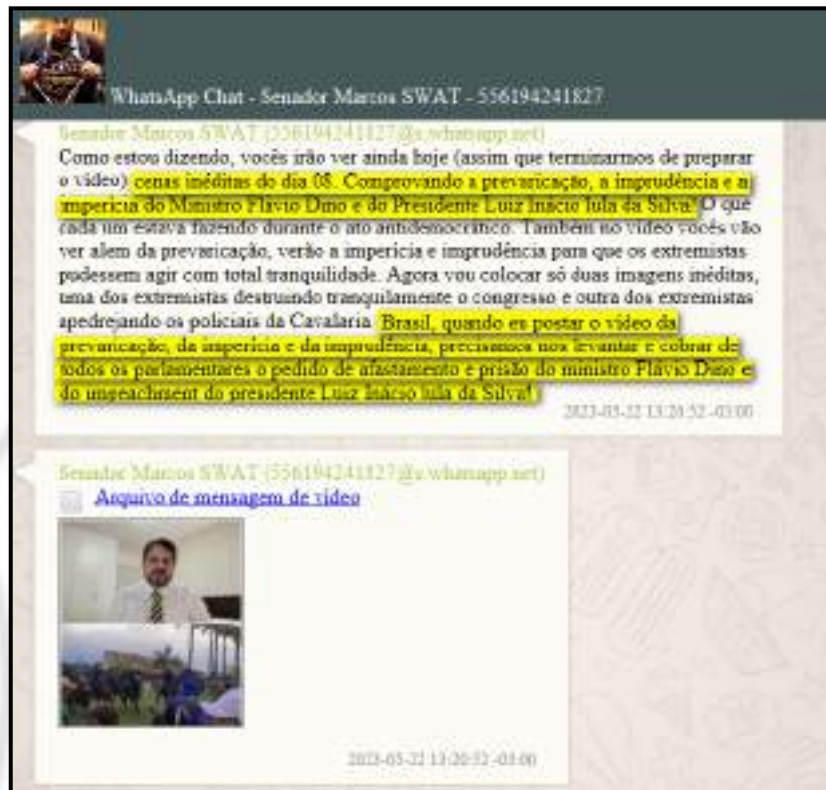 WhatsApp Chat - Senador Marcos SWAT - 556194241827
Senador Marcos SWAT (556194241827@s.whatsapp.net)
Como estou dizendo, vocês irão ver ainda hoje (assim que terminarmos de preparar
o vídeo) cenas inéditas do dia 08. Comprovando a prevaricação, a imprudência e a
imperícia do Ministro Flávio Dino e do Presidente Luiz Inácio lula da Silva! O que
cada um estava fazendo durante o ato antidemocrático. Também no vídeo vocês vão
ver alem da prevaricação, verão a imperícia e imprudência para que os extremistas
pudessem agir com total tranquilidade. Agora vou colocar só duas imagens inéditas,
uma dos extremistas destruindo tranquilamente o congresso e outra dos extremistas
apedrejando os policiais da Cavalaria. Brasil, quando eu postar o vídeo da
prevaricação, da imperícia e da imprudência, precisamos nos levantar e cobrar de
todos os parlamentares o pedido de afastamento e prisão do ministro Flávio Dino e
do impeachment do presidente Luiz Inácio lula da Silva!
2023-03-22 13:20:52 -03:00
Senador Marcos SWAT (556194241827@s.whatsapp.net)
Arquivo de mensagem de vídeo
2023-03-22 13:20:52 -03:00